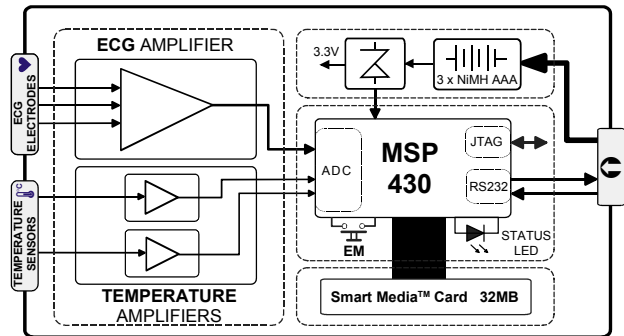 ECG AMPLIFIER
3.3V
3 x NiMH AAA
ECG
ELECTRODES
ADC
MSP
430
JTAG
RS232
TEMPERATURE
SENSORS
°C
EM
STATUS
LED
TEMPERATURE
AMPLIFIERS
Smart Media™ Card 32MB